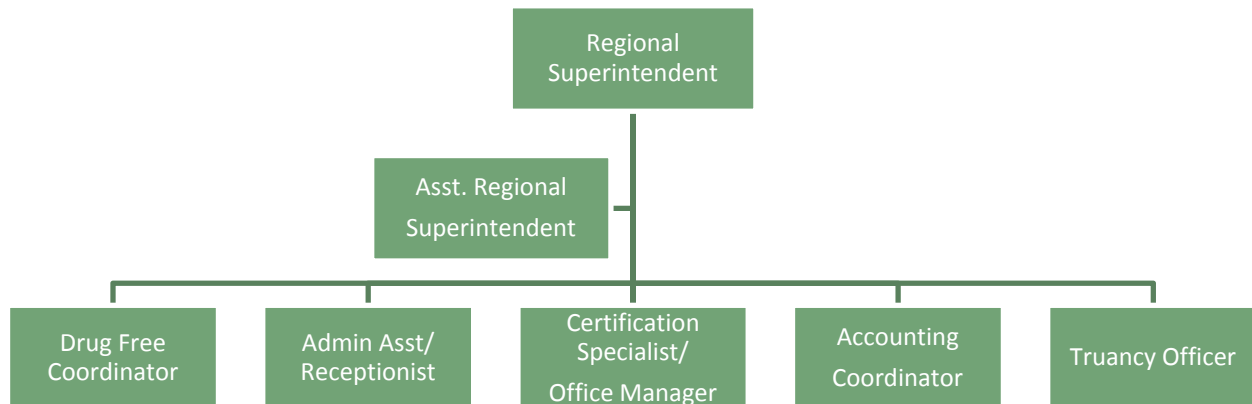 Regional
Superintendent
Asst. Regional
Superintendent
Drug Free
Coordinator
Admin Asst/
Receptionist
Certification
Specialist/
Office Manager
Accounting
Coordinator
Truancy Officer